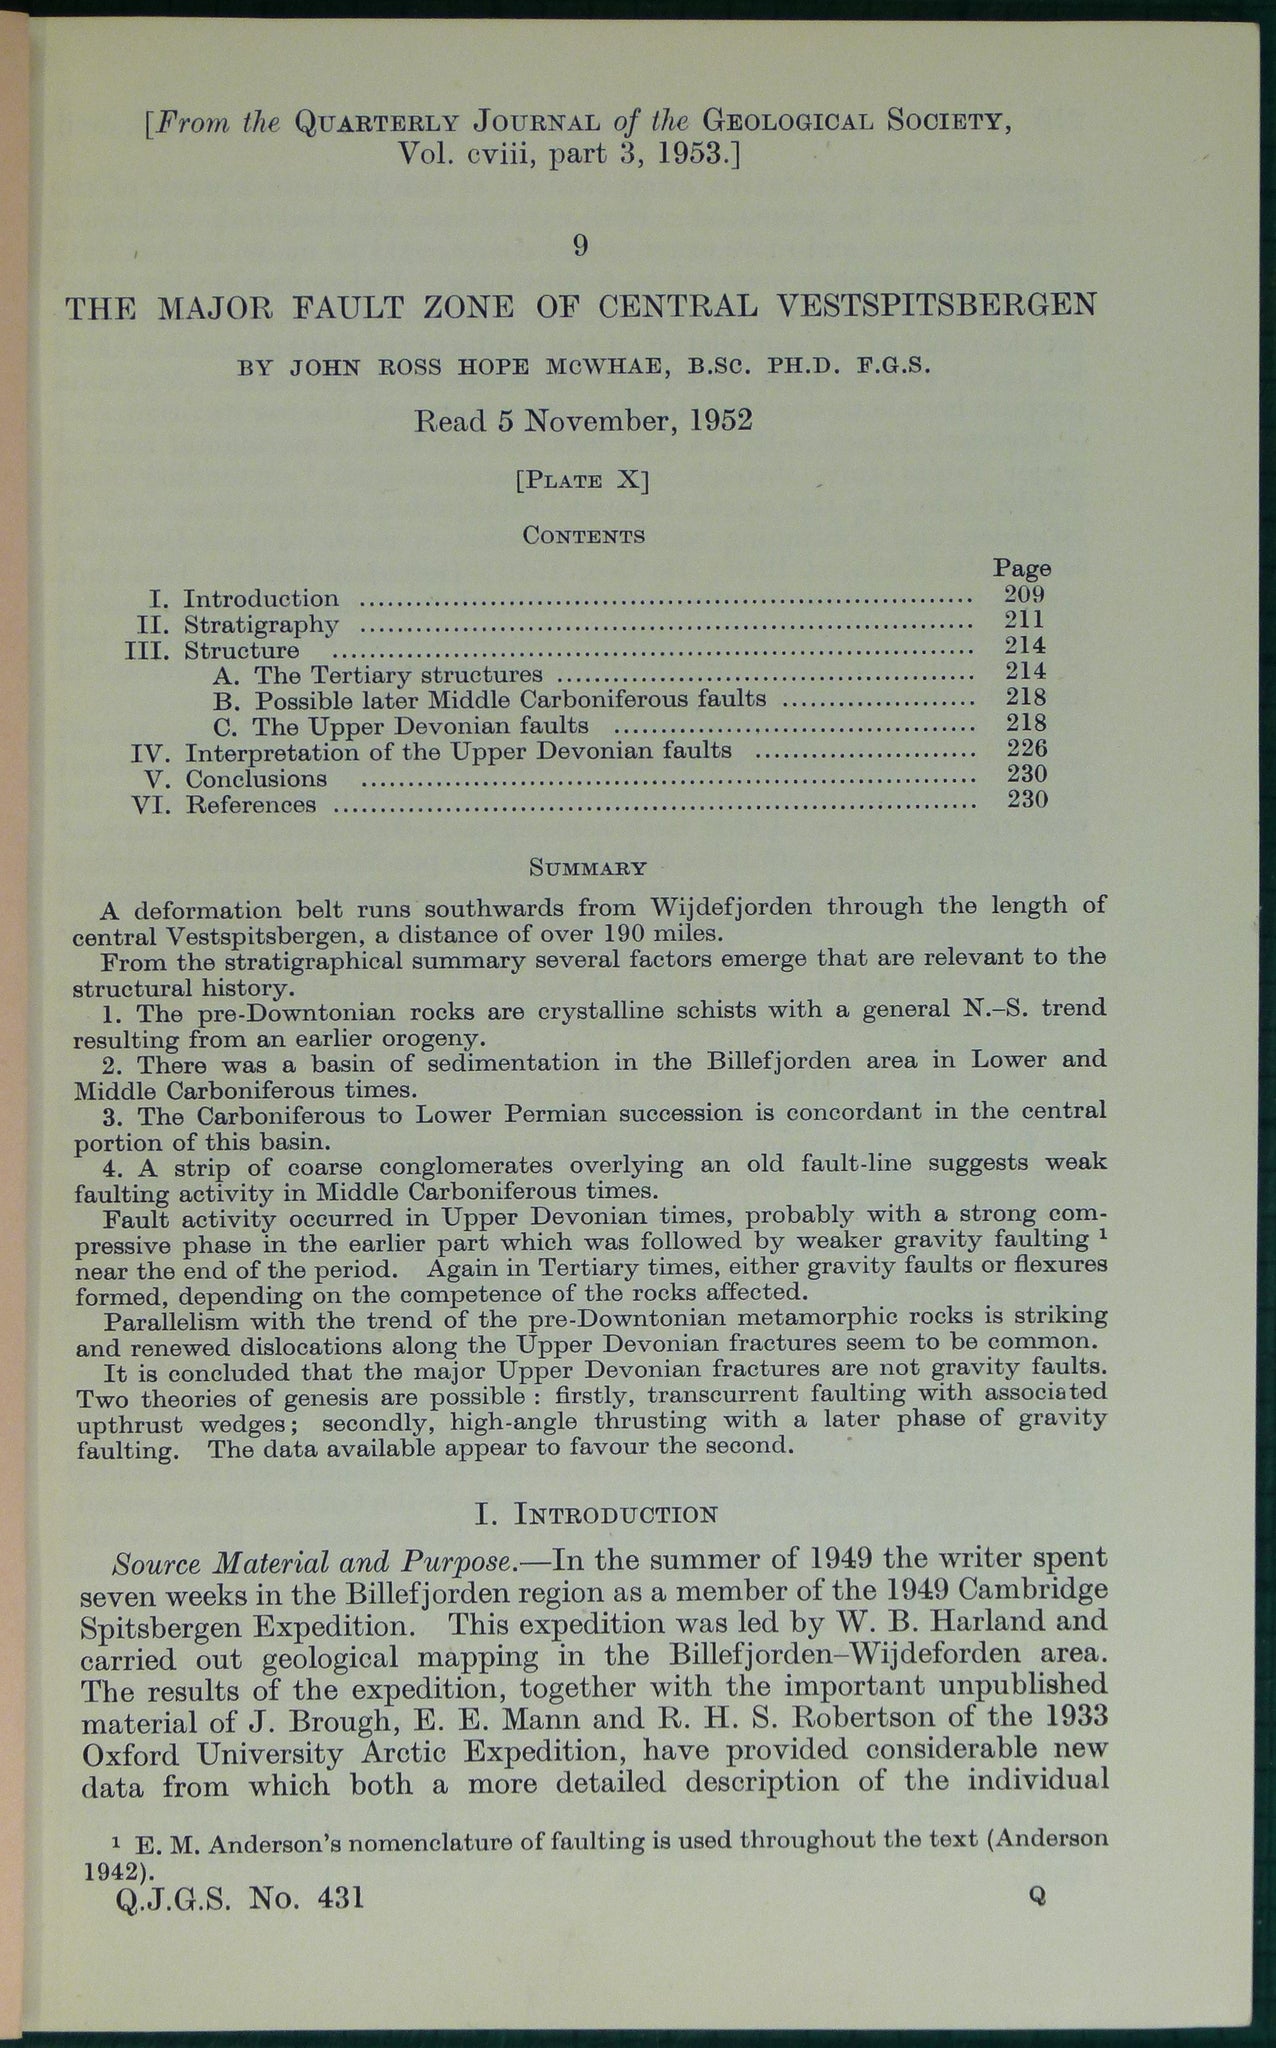 [From the QUARTERLY JOURNAL of the GEOLOGICAL SOCIETY,
Vol. cviii, part 3, 1953.]
9
THE MAJOR FAULT ZONE OF CENTRAL VESTSPITSBERGEN
BY JOHN ROSS HOPE MCWHAE, B.SC. PH.D. F.G.S.
Read 5 November, 1952
[PLATE X]
CONTENTS
Page
I. Introduction ........................................ 209
II. Stratigraphy ........................................ 211
III. Structure ........................................ 214
A. The Tertiary structures ........................................ 214
B. Possible later Middle Carboniferous faults ..................... 218
C. The Upper Devonian faults ........................................ 218
IV. Interpretation of the Upper Devonian faults ........................ 226
V. Conclusions ........................................ 230
VI. References ........................................ 230
SUMMARY
A deformation belt runs southwards from Wijdefjorden through the length of
central Vestspitsbergen, a distance of over 190 miles.
From the stratigraphical summary several factors emerge that are relevant to the
structural history.
1. The pre-Downtonian rocks are crystalline schists with a general N.–S. trend
resulting from an earlier orogeny.
2. There was a basin of sedimentation in the Billefjorden area in Lower and
Middle Carboniferous times.
3. The Carboniferous to Lower Permian succession is concordant in the central
portion of this basin.
4. A strip of coarse conglomerates overlying an old fault-line suggests weak
faulting activity in Middle Carboniferous times.
Fault activity occurred in Upper Devonian times, probably with a strong com-
pressive phase in the earlier part which was followed by weaker gravity faulting ¹
near the end of the period. Again in Tertiary times, either gravity faults or flexures
formed, depending on the competence of the rocks affected.
Parallelism with the trend of the pre-Downtonian metamorphic rocks is striking
and renewed dislocations along the Upper Devonian fractures seem to be common.
It is concluded that the major Upper Devonian fractures are not gravity faults.
Two theories of genesis are possible : firstly, transcurrent faulting with associated
upthrust wedges; secondly, high-angle thrusting with a later phase of gravity
faulting. The data available appear to favour the second.
I. INTRODUCTION
Source Material and Purpose.—In the summer of 1949 the writer spent
seven weeks in the Billefjorden region as a member of the 1949 Cambridge
Spitsbergen Expedition. This expedition was led by W. B. Harland and
carried out geological mapping in the Billefjorden–Wijdeforden area.
The results of the expedition, together with the important unpublished
material of J. Brough, E. E. Mann and R. H. S. Robertson of the 1933
Oxford University Arctic Expedition, have provided considerable new
data from which both a more detailed description of the individual
¹ E. M. Anderson's nomenclature of faulting is used throughout the text (Anderson
1942).
Q.J.G.S. No. 431 Q